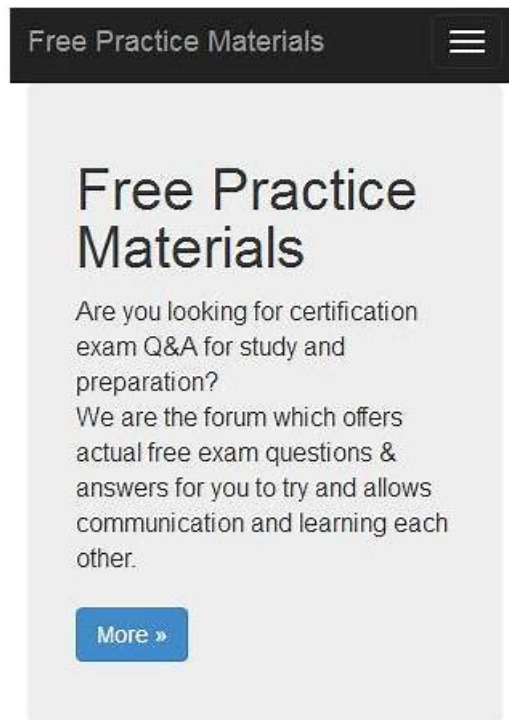 Free Practice Materials
Free Practice
Materials
Are you looking for certification
exam Q&A for study and
preparation?
We are the forum which offers
actual free exam questions &
answers for you to try and allows
communication and learning each
other.
More »